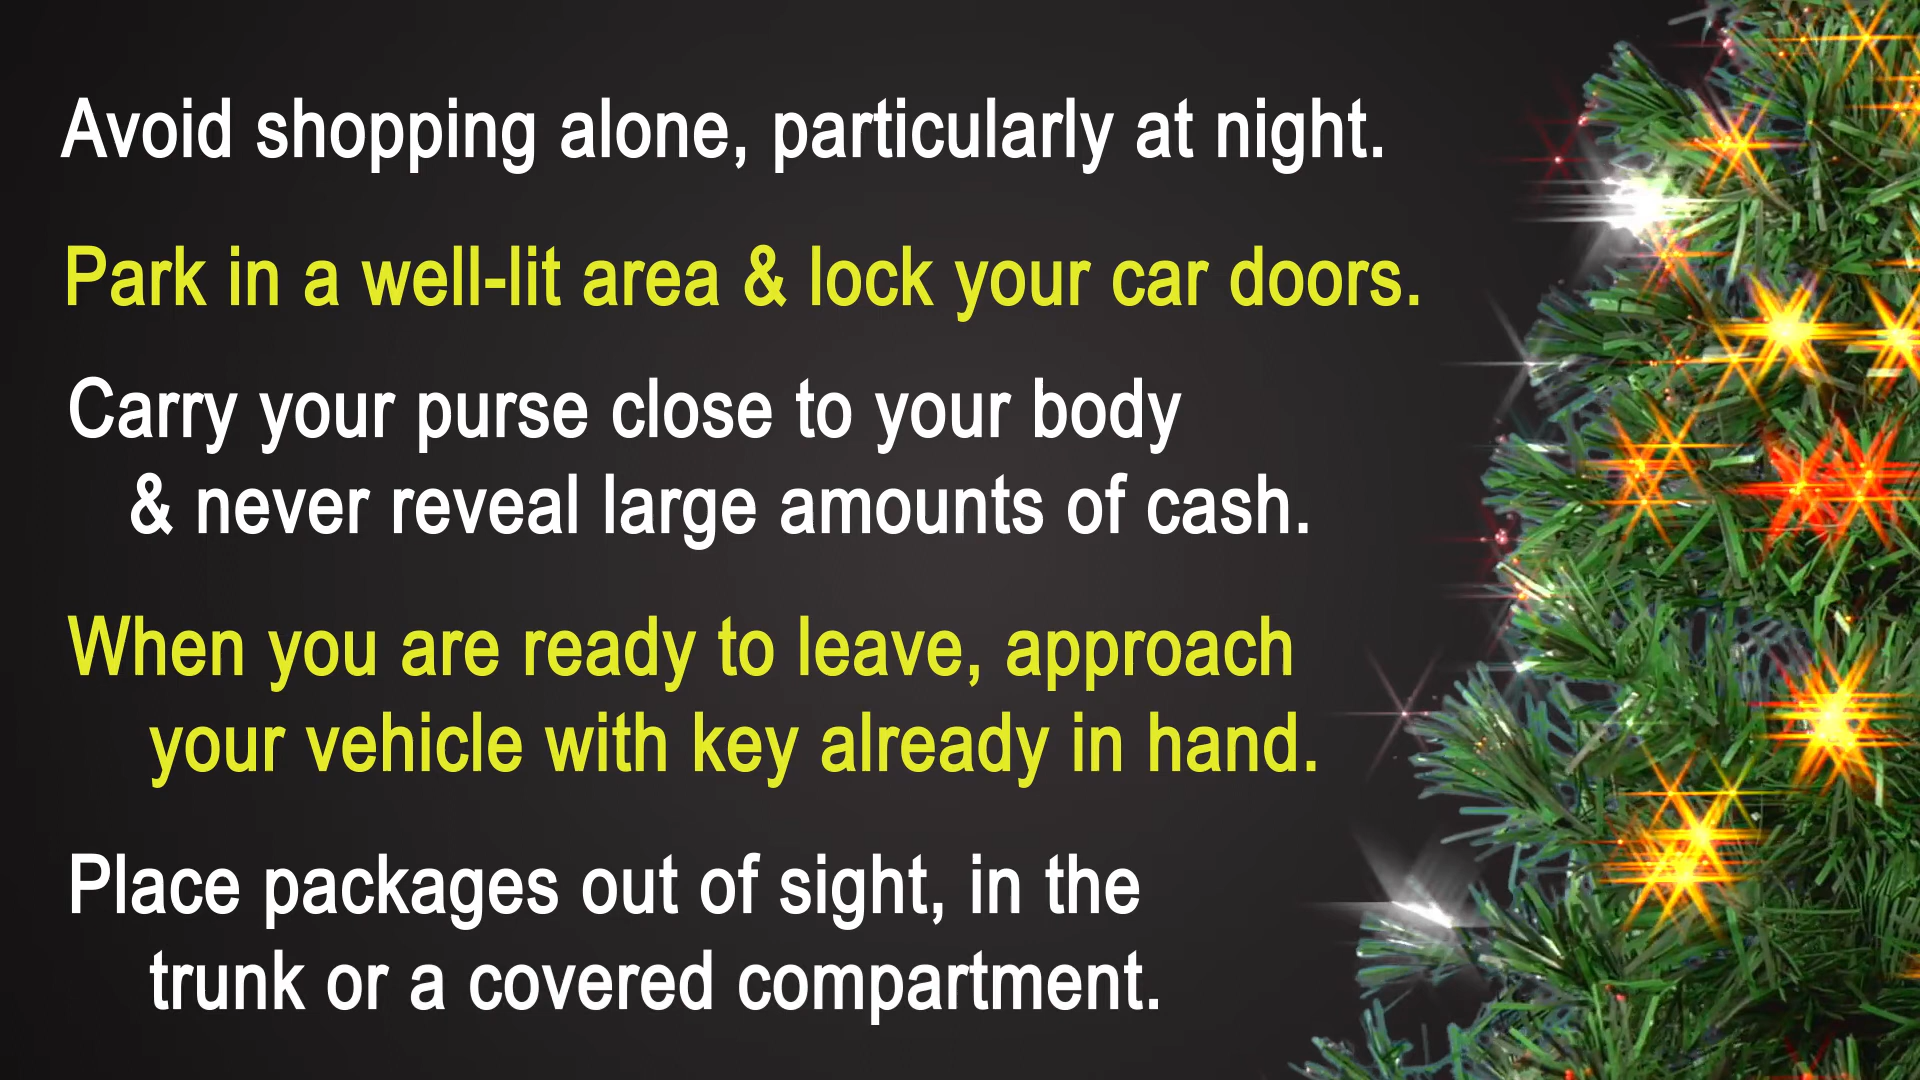 Avoid shopping alone, particularly at night.
Park in a well-lit area & lock your car doors.
Carry your purse close to your body
& never reveal large amounts of cash.
When you are ready to leave, approach
your vehicle with key already in hand.
Place packages out of sight, in the
trunk or a covered compartment.